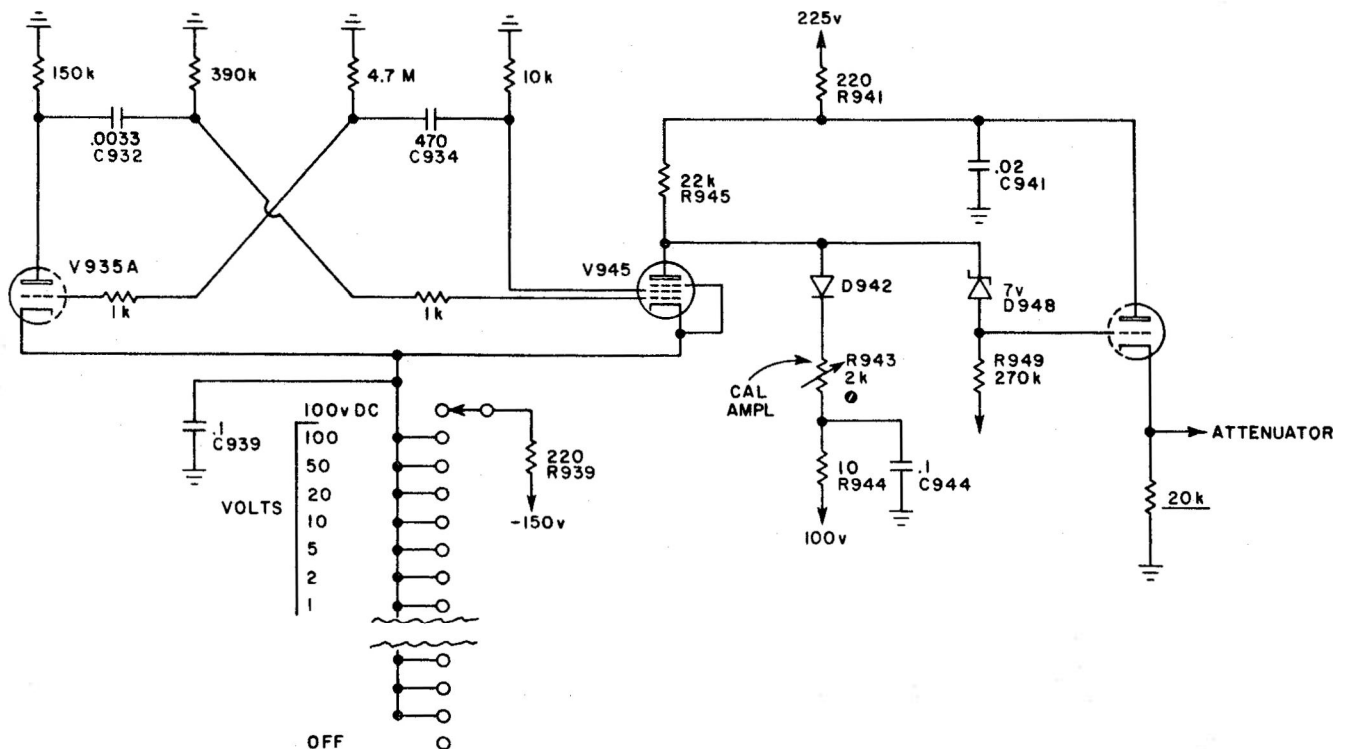 150k
390k
4.7 M
10k
.0033
C932
470
C934
225v
220
R941
22k
R945
.02
C941
V935A
1k
1k
V945
D942
7v
D948
R943
2k
CAL
AMPL
R949
270k
100v DC
100
50
20
10
5
2
1
VOLTS
OFF
.1
C939
220
R939
-150v
10
R944
.1
C944
100v
ATTENUATOR
20k